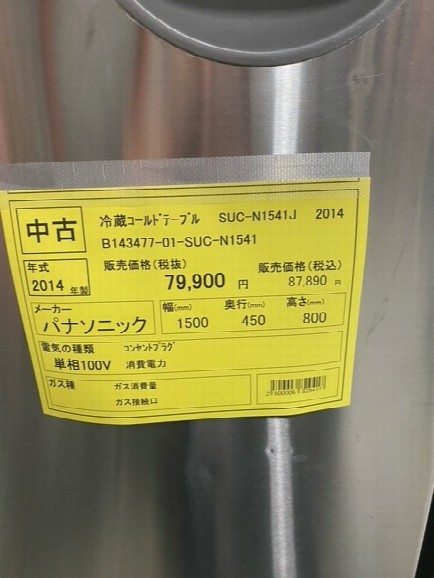 中古
冷蔵コールドテーブル SUC-N1541J 2014
B143477-01-SUC-N1541
年式
2014 年製
販売価格(税抜)
79,900 円
販売価格(税込)
87,890 円
メーカー
パナソニック
幅(mm) 奥行(mm) 高さ(mm)
1500 450 800
電気の種類 コンセントプラグ
単相100V 消費電力
ガス種 ガス消費量
ガス接続口